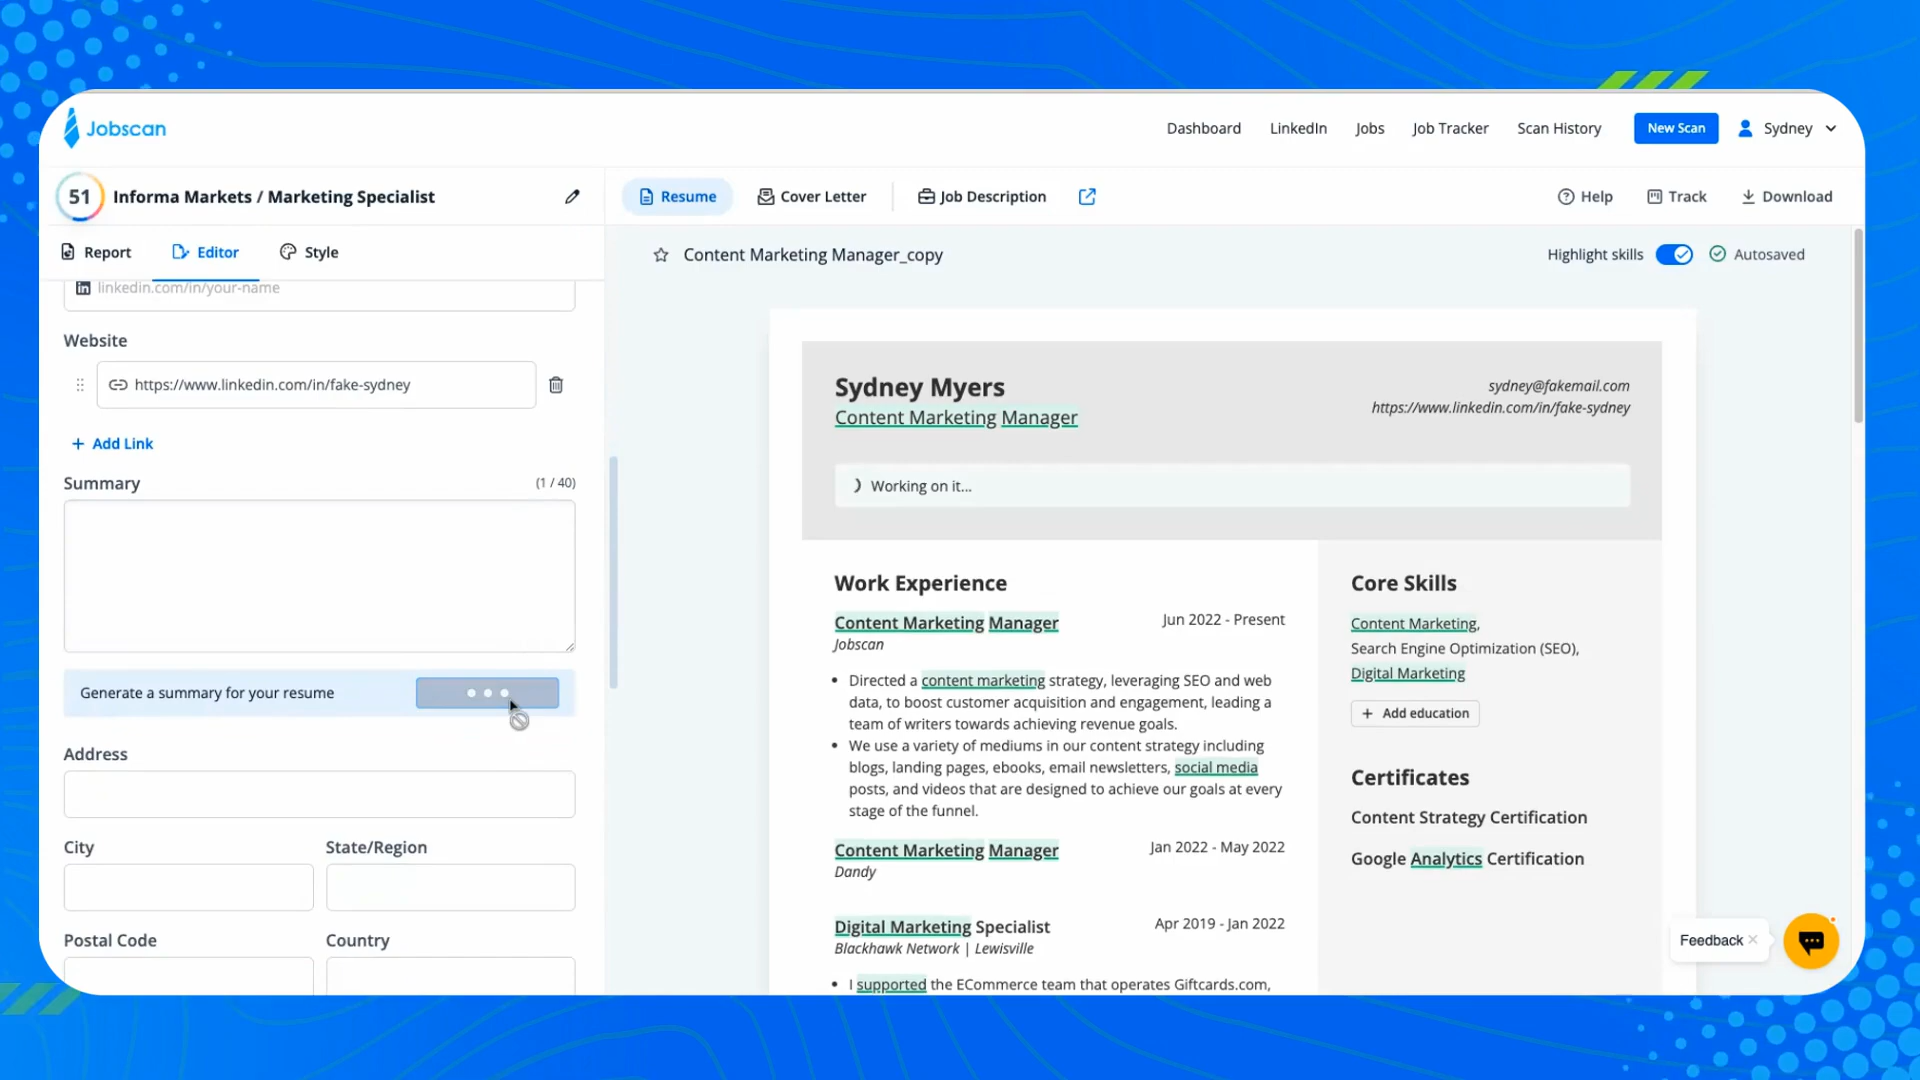 Jobscan
Dashboard
LinkedIn
Jobs
Job Tracker
Scan History
New Scan
Sydney
51
Informa Markets / Marketing Specialist
Resume
Cover Letter
Job Description
Help
Track
Download
Report
Editor
Style
linkedin.com/in/your-name
Website
https://www.linkedin.com/in/fake-sydney
+ Add Link
Summary
(1 / 40)
Generate a summary for your resume
Address
City
State/Region
Postal Code
Country
Content Marketing Manager_copy
Highlight skills
Autosaved
Sydney Myers
Content Marketing Manager
sydney@fakemail.com
https://www.linkedin.com/in/fake-sydney
Working on it...
Work Experience
Content Marketing Manager
Jun 2022 - Present
Jobscan
• Directed a content marketing strategy, leveraging SEO and web
data, to boost customer acquisition and engagement, leading a
team of writers towards achieving revenue goals.
• We use a variety of mediums in our content strategy including
blogs, landing pages, ebooks, email newsletters, social media
posts, and videos that are designed to achieve our goals at every
stage of the funnel.
Content Marketing Manager
Jan 2022 - May 2022
Dandy
Digital Marketing Specialist
Apr 2019 - Jan 2022
Blackhawk Network | Lewisville
• I supported the ECommerce team that operates Giftcards.com,
Core Skills
Content Marketing,
Search Engine Optimization (SEO),
Digital Marketing
+ Add education
Certificates
Content Strategy Certification
Google Analytics Certification
Feedback